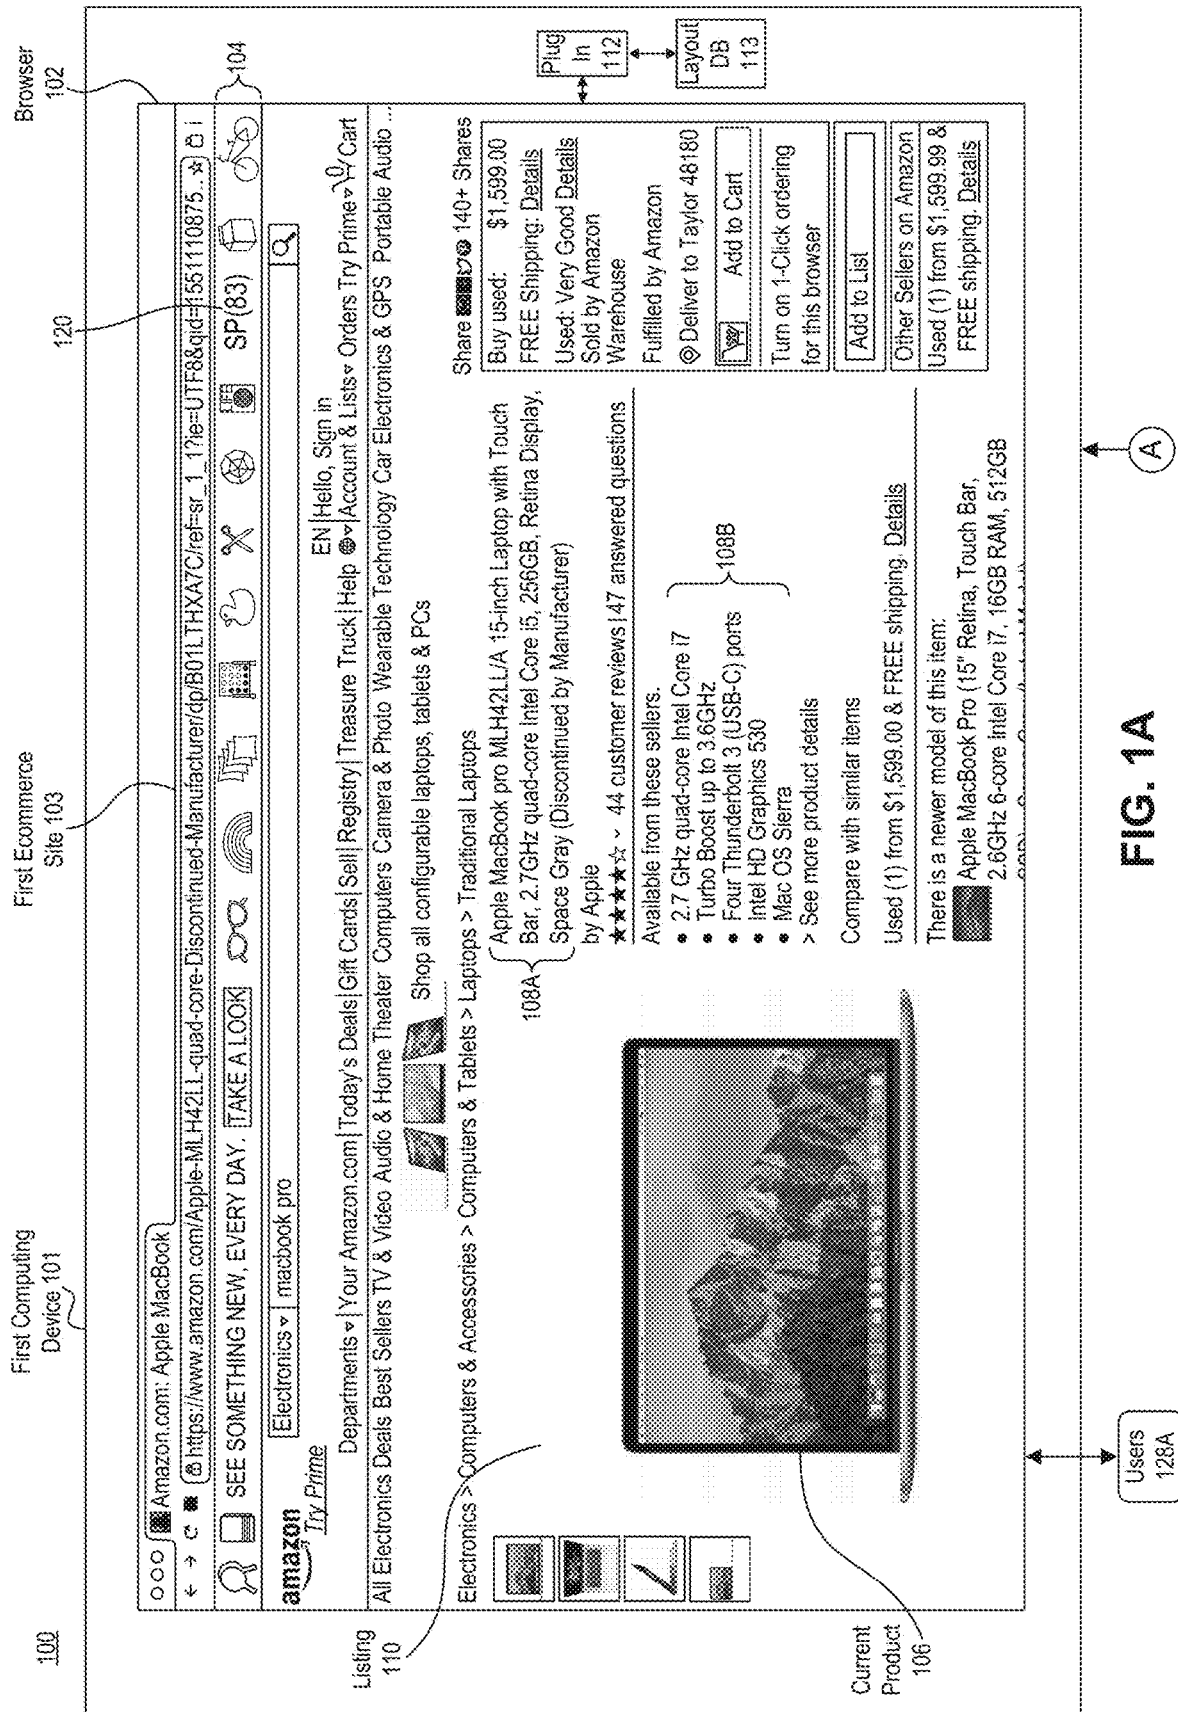 100
First Computing
Device 101
First Ecommerce
Site 103
Browser
102
120
Amazon.com: Apple MacBook
https://www.amazon.com/Apple-MLH42LL-quad-core-Discontinued-Manufacturer/dp/B01LTHXA7C/ref=sr_1_1?ie=UTF8&qid=1551110875..
SEE SOMETHING NEW, EVERY DAY. TAKE A LOOK
LIFE
SP(83)
104
amazon
Try Prime
Electronics macbook pro
EN Hello, Sign in
Departments Your Amazon.com Today's Deals Gift Cards Sell Registry Treasure Truck Help Account & Lists Orders Try Prime 0 Cart
All Electronics Deals Best Sellers TV & Video Audio & Home Theater Computers Camera & Photo Wearable Technology Car Electronics & GPS Portable Audio ...
Shop all configurable laptops, tablets & PCs
Electronics > Computers & Accessories > Computers & Tablets > Laptops > Traditional Laptops
Listing
110
108A
Apple MacBook pro MLH42LL/A 15-inch Laptop with Touch
Bar, 2.7GHz quad-core Intel Core i5, 256GB, Retina Display,
Space Gray (Discontinued by Manufacturer)
by Apple
★★★★☆ 44 customer reviews | 47 answered questions
Available from these sellers.
• 2.7 GHz quad-core Intel Core i7
• Turbo Boost up to 3.6GHz
• Four Thunderbolt 3 (USB-C) ports
• Intel HD Graphics 530
• Mac OS Sierra
108B
> See more product details
Compare with similar items
Used (1) from $1,599.00 & FREE shipping. Details
There is a newer model of this item:
Apple MacBook Pro (15" Retina, Touch Bar,
2.6GHz 6-core Intel Core i7, 16GB RAM, 512GB
Share 140+ Shares
Buy used: $1,599.00
FREE Shipping: Details
Used: Very Good Details
Sold by Amazon
Warehouse
Fulfilled by Amazon
Deliver to Taylor 48180
Add to Cart
Turn on 1-Click ordering
for this browser
Add to List
Other Sellers on Amazon
Used (1) from $1,599.99 &
FREE shipping. Details
Plug
In
112
Layout
DB
113
Current
Product
106
Users
128A
A
FIG. 1A